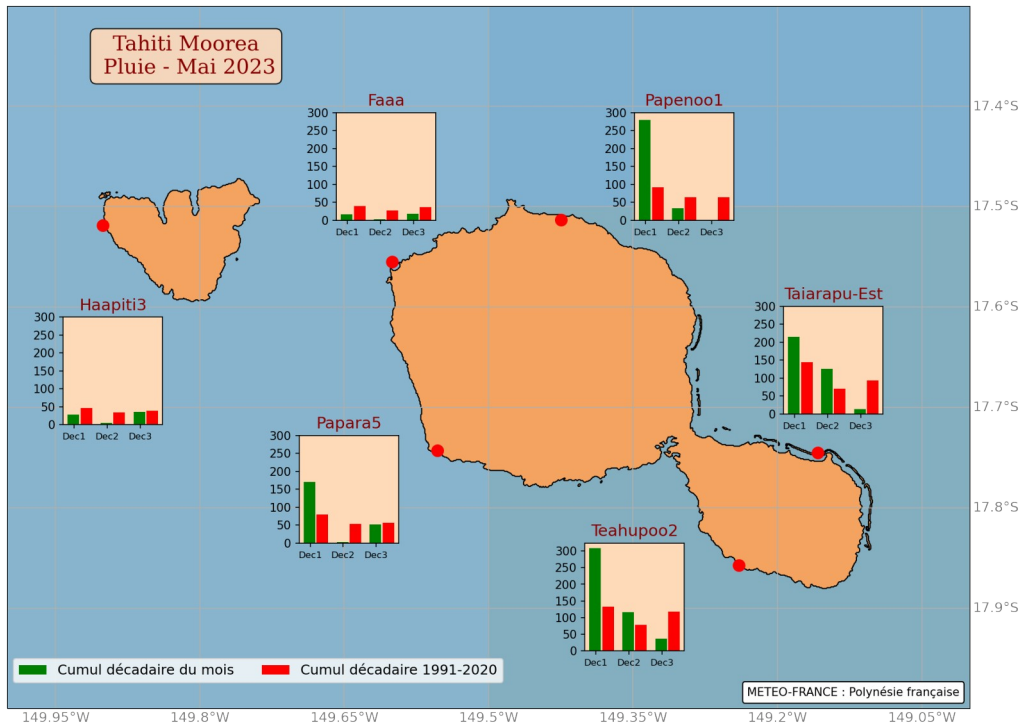 Tahiti Moorea
Pluie - Mai 2023
Faaa
300
250
200
150
100
50
0
Dec1 Dec2 Dec3
Papenoo1
300
250
200
150
100
50
0
Dec1 Dec2 Dec3
17.4°S
17.5°S
17.6°S
17.7°S
17.8°S
17.9°S
Haapiti3
300
250
200
150
100
50
0
Dec1 Dec2 Dec3
Taiarapu-Est
300
250
200
150
100
50
0
Dec1 Dec2 Dec3
Papara5
300
250
200
150
100
50
0
Dec1 Dec2 Dec3
Teahupoo2
300
250
200
150
100
50
0
Dec1 Dec2 Dec3
Cumul décadaire du mois Cumul décadaire 1991-2020
METEO-FRANCE : Polynésie française
149.95°W 149.8°W 149.65°W 149.5°W 149.35°W 149.2°W 149.05°W